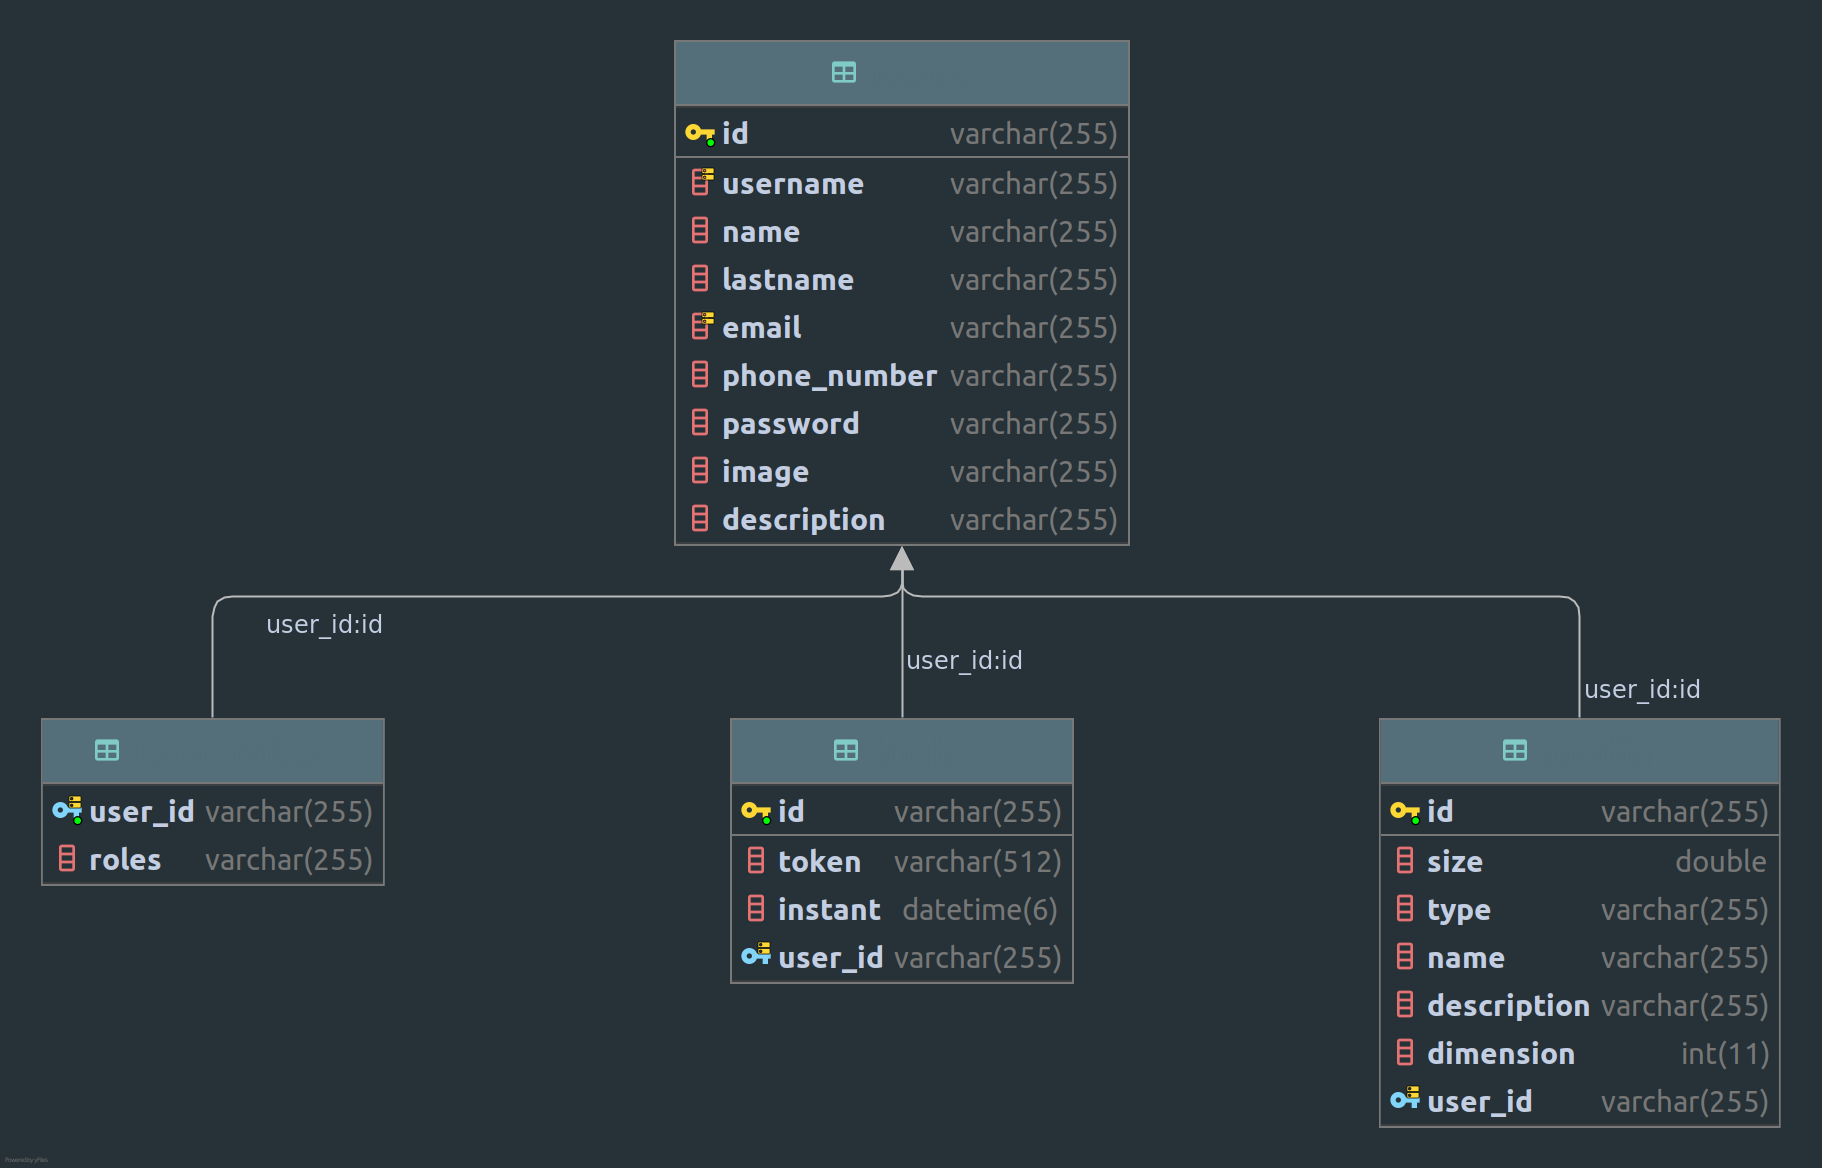 id varchar(255)
username varchar(255)
name varchar(255)
lastname varchar(255)
email varchar(255)
phone_number varchar(255)
password varchar(255)
image varchar(255)
description varchar(255)
user_id:id
user_id:id
user_id:id
user_id varchar(255)
roles varchar(255)
id varchar(255)
token varchar(512)
instant datetime(6)
user_id varchar(255)
id varchar(255)
size double
type varchar(255)
name varchar(255)
description varchar(255)
dimension int(11)
user_id varchar(255)
Powered by yFiles